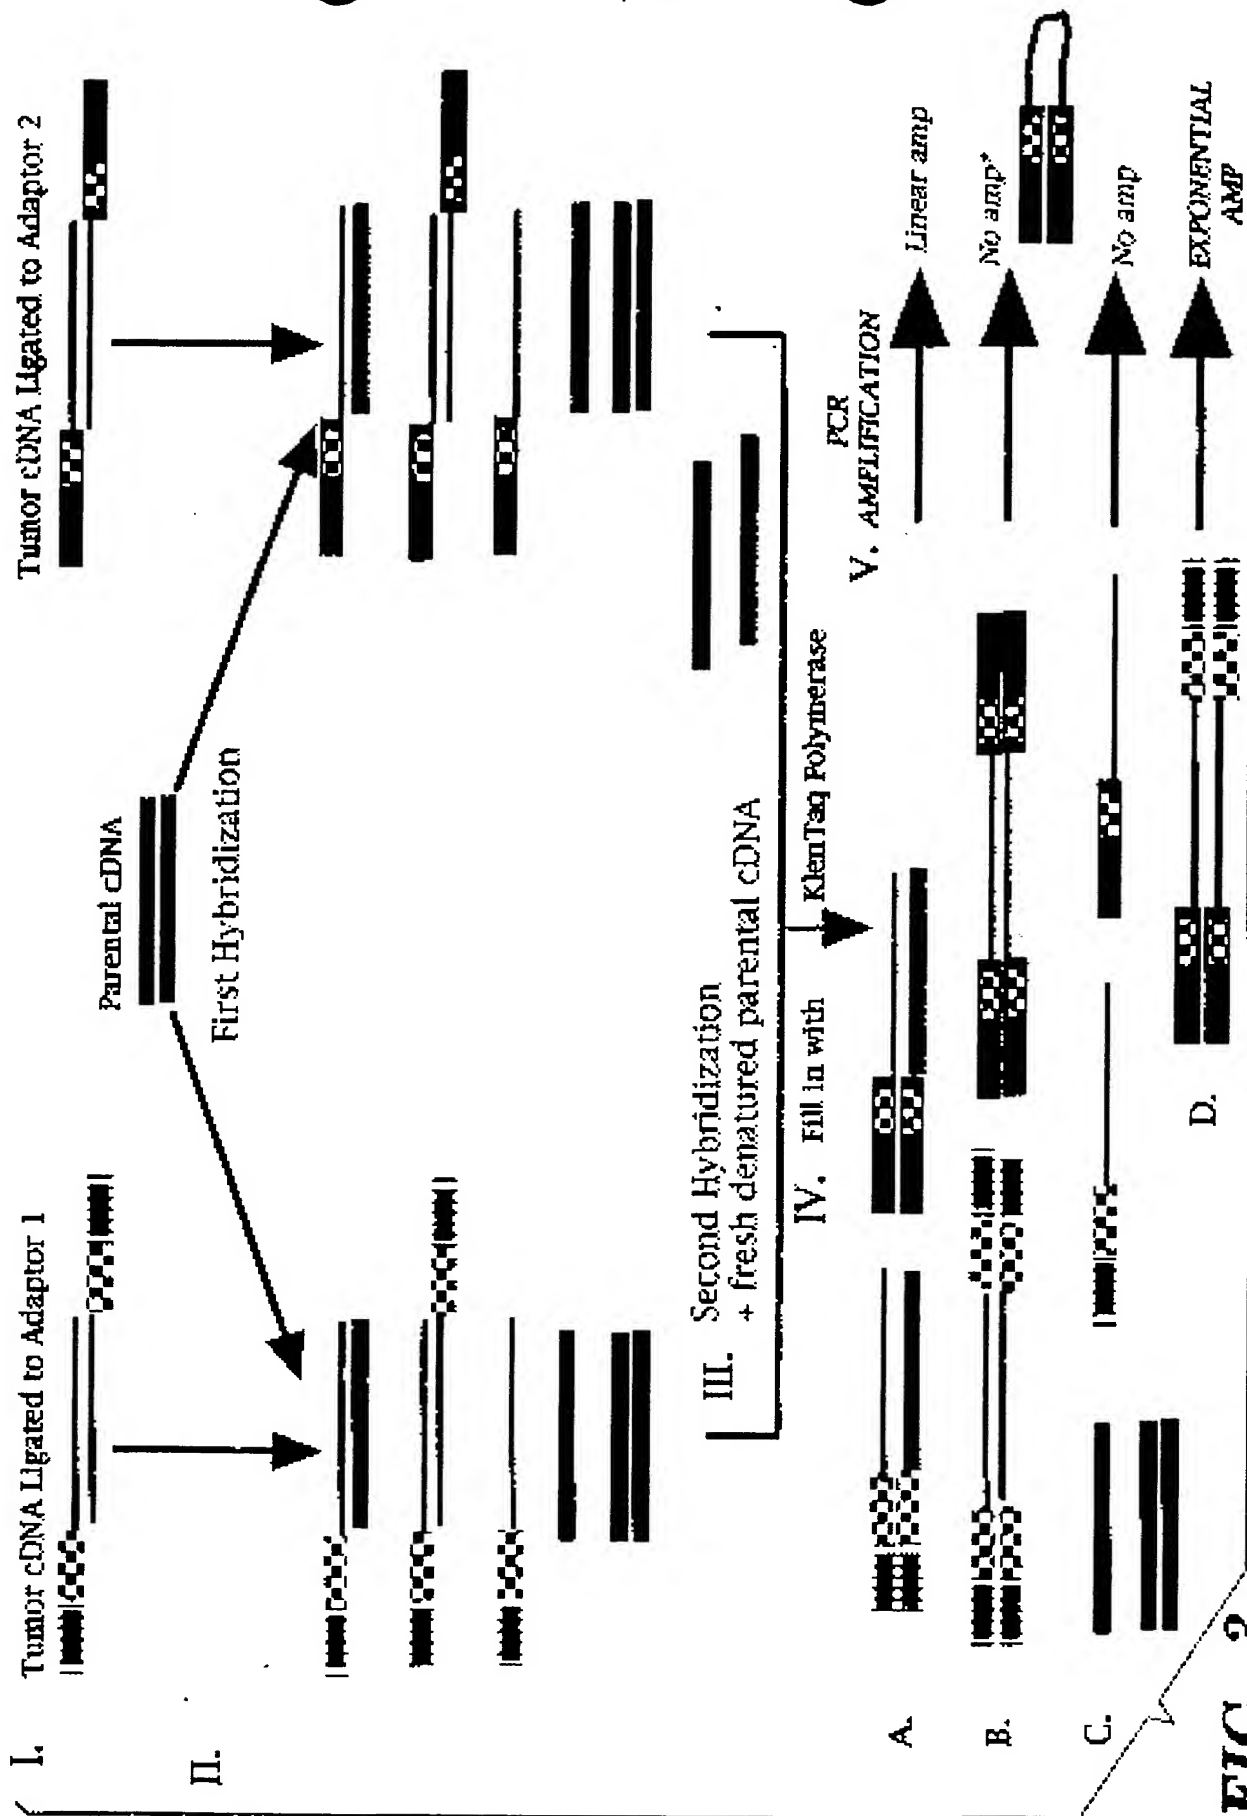 I. Tumor cDNA Ligated to Adaptor 1
Tumor cDNA Ligated to Adaptor 2
Parental cDNA
II.
First Hybridization
III. Second Hybridization
+ fresh denatured parental cDNA
IV. Fill in with KlenTaq Polymerase
PCR
V. AMPLIFICATION
A.
Linear amp
B.
No amp*
C.
No amp
D.
EXPONENTIAL
AMP
FIG. 2